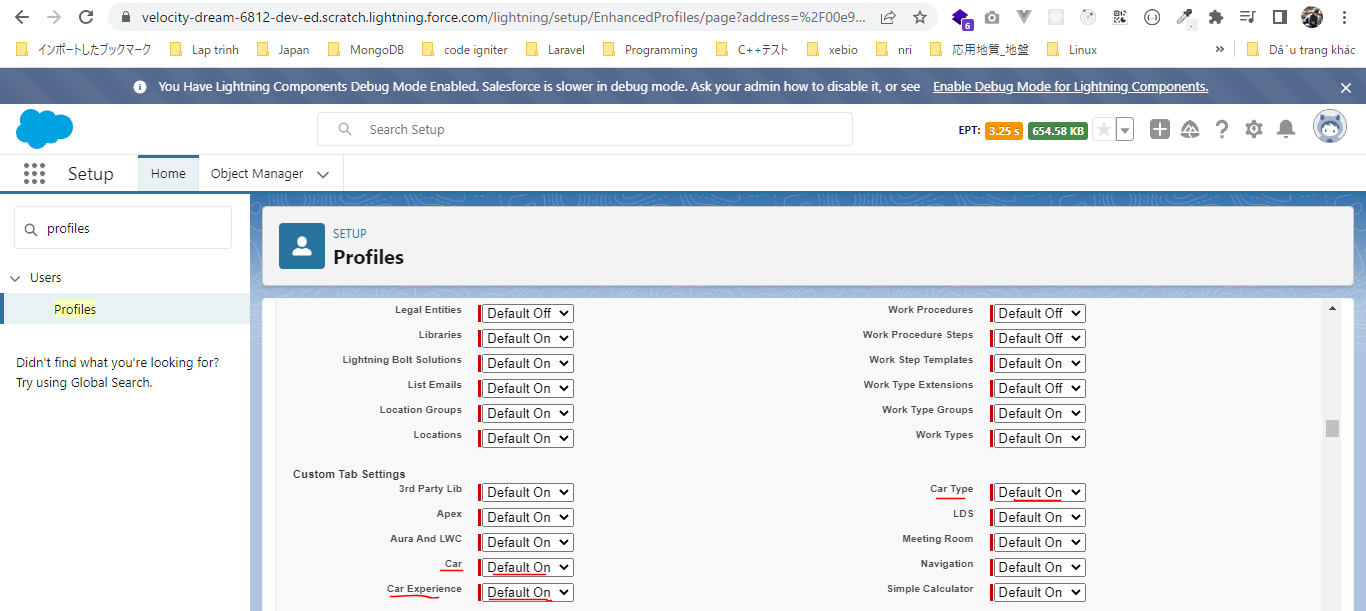 velocity-dream-6812-dev-ed.scratch.lightning.force.com/lightning/setup/EnhancedProfiles/page?address=%2F00e9...
6
インポートしたブックマーク
Lap trinh
Japan
MongoDB
code igniter
Laravel
Programming
C++テスト
xebio
nri
応用地質_地盤
Linux
»
Dấu trang khác
You Have Lightning Components Debug Mode Enabled. Salesforce is slower in debug mode. Ask your admin how to disable it, or see Enable Debug Mode for Lightning Components.
Search Setup
EPT: 3.25 s 654.58 KB
Setup
Home
Object Manager
profiles
Users
Profiles
Didn't find what you're looking for?
Try using Global Search.
SETUP
Profiles
Legal Entities Default Off
Work Procedures Default Off
Libraries Default On
Work Procedure Steps Default Off
Lightning Bolt Solutions Default On
Work Step Templates Default On
List Emails Default On
Work Type Extensions Default Off
Location Groups Default On
Work Type Groups Default On
Locations Default On
Work Types Default On
Custom Tab Settings
3rd Party Lib Default On
Car Type Default On
Apex Default On
LDS Default On
Aura And LWC Default On
Meeting Room Default On
Car Default On
Navigation Default On
Car Experience Default On
Simple Calculator Default On